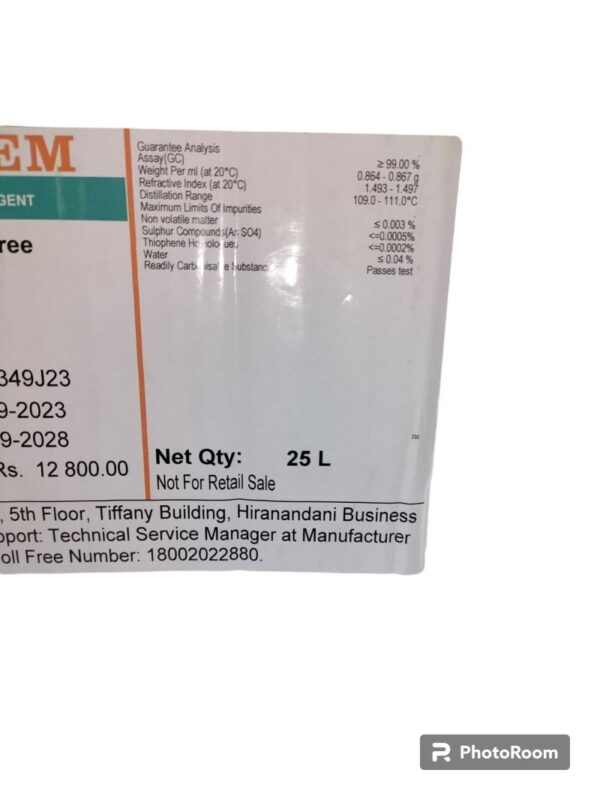 EM
GENT
ree
349J23
9-2023
9-2028
Rs. 12 800.00
Guarantee Analysis
Assay(GC) ≥ 99.00 %
Weight Per ml (at 20°C) 0.864 - 0.867 g
Refractive Index (at 20°C) 1.493 - 1.497
Distillation Range 109.0 - 111.0°C
Maximum Limits Of Impurities
Non volatile matter ≤ 0.003 %
Sulphur Compounds(As SO4) <=0.0005%
Thiophene <=0.0002%
Water ≤ 0.04 %
Readily Passes test
Net Qty: 25 L
Not For Retail Sale
250
, 5th Floor, Tiffany Building, Hiranandani Business
pport: Technical Service Manager at Manufacturer
oll Free Number: 18002022880.
PhotoRoom